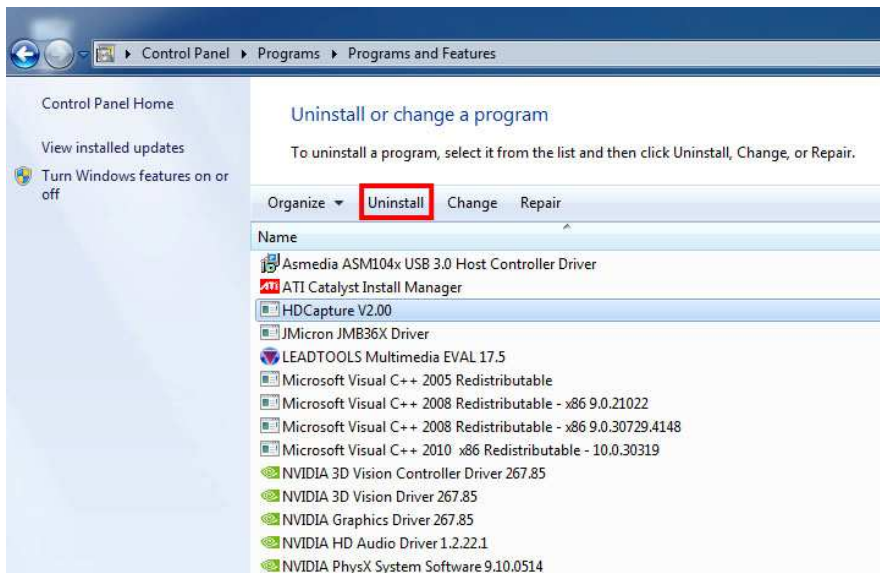 Control Panel ▸ Programs ▸ Programs and Features
Control Panel Home
View installed updates
Turn Windows features on or
off
Uninstall or change a program
To uninstall a program, select it from the list and then click Uninstall, Change, or Repair.
Organize Uninstall Change Repair
Name
Asmedia ASM104x USB 3.0 Host Controller Driver
ATI Catalyst Install Manager
HDCapture V2.00
JMicron JMB36X Driver
LEADTOOLS Multimedia EVAL 17.5
Microsoft Visual C++ 2005 Redistributable
Microsoft Visual C++ 2008 Redistributable - x86 9.0.21022
Microsoft Visual C++ 2008 Redistributable - x86 9.0.30729.4148
Microsoft Visual C++ 2010 x86 Redistributable - 10.0.30319
NVIDIA 3D Vision Controller Driver 267.85
NVIDIA 3D Vision Driver 267.85
NVIDIA Graphics Driver 267.85
NVIDIA HD Audio Driver 1.2.22.1
NVIDIA PhysX System Software 9.10.0514